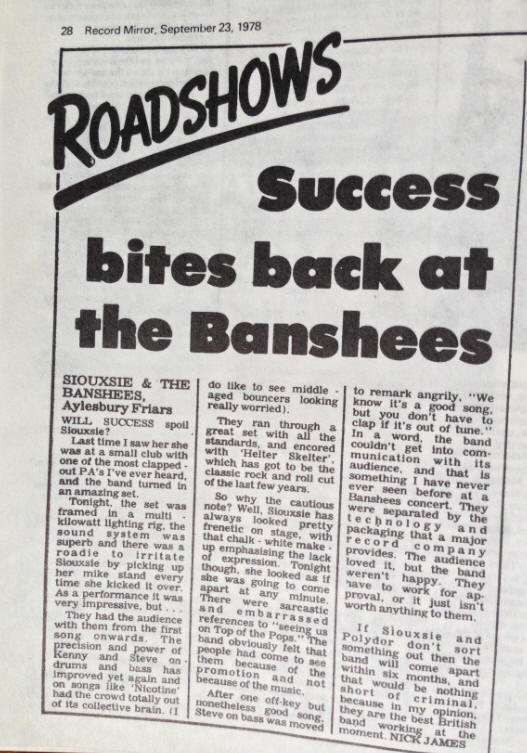 28 Record Mirror, September 23, 1978
ROADSHOWS
Success
bites back at
the Banshees
SIOUXSIE & THE
BANSHEES,
Aylesbury Friars
WILL SUCCESS spoil
Siouxsie?
Last time I saw her she
was at a small club with
one of the most clapped -
out PA's I've ever heard,
and the band turned in
an amazing set.
Tonight, the set was
framed in a multi -
kilowatt lighting rig, the
sound system was
superb and there was a
roadie to irritate
Siouxsie by picking up
her mike stand every
time she kicked it over.
As a performance it was
very impressive, but . . .
They had the audience
with them from the first
song onwards. The
precision and power of
Kenny and Steve on
drums and bass has
improved yet again and
on songs like 'Nicotine'
had the crowd totally out
of its collective brain. (I
do like to see middle -
aged bouncers looking
really worried).
They ran through a
great set with all the
standards, and encored
with 'Helter Skelter',
which has got to be the
classic rock and roll cut
of the last few years.
So why the cautious
note? Well, Siouxsie has
always looked pretty
frenetic on stage, with
that chalk - white make -
up emphasising the lack
of expression. Tonight
though, she looked as if
she was going to come
apart at any minute.
There were sarcastic
and embarrassed
references to "seeing us
on Top of the Pops." The
band obviously felt that
people had come to see
them because of the
promotion and not
because of the music.
After one off-key but
nonetheless good song,
Steve on bass was moved
to remark angrily, "We
know it's a good song,
but you don't have to
clap if it's out of tune."
In a word, the band
couldn't get into com-
munication with its
audience, and that is
something I have never
ever seen before at a
Banshees concert. They
were separated by the
technology and
packaging that a major
record company
provides. The audience
loved it, but the band
weren't happy. They
have to work for ap-
proval, or it just isn't
worth anything to them.
If Siouxsie and
Polydor don't sort
something out then the
band will come apart
within six months, and
that would be nothing
short of criminal,
because in my opinion,
they are the best British
band working at the
moment. NICK JAMES